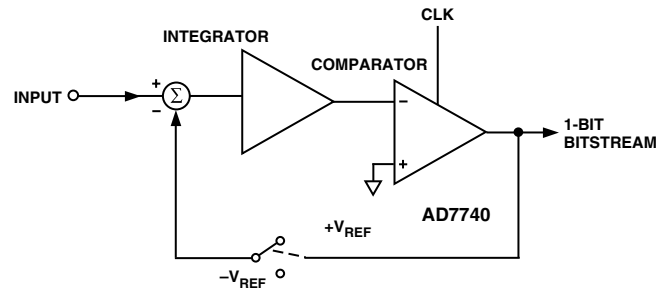 CLK
INTEGRATOR
COMPARATOR
+
INPUT
Σ
−
−
+
1-BIT
BITSTREAM
AD7740
+VREF
−VREF